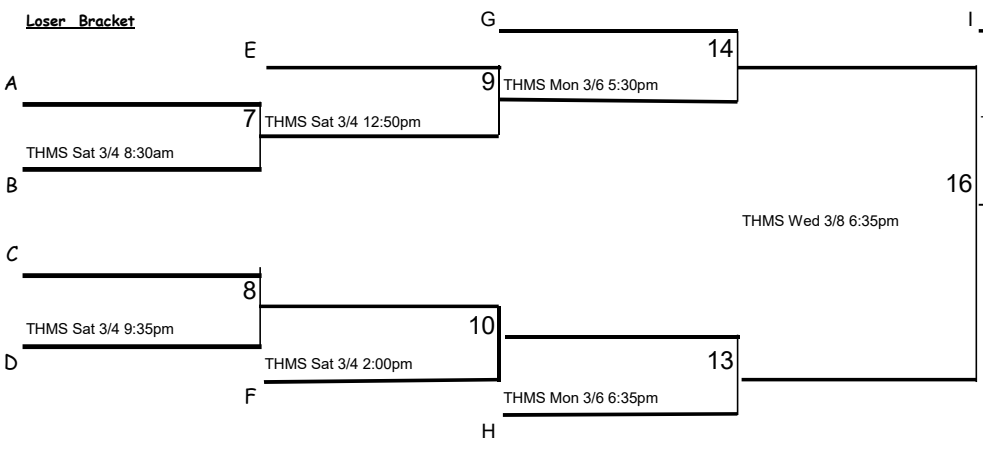 Loser Bracket
G
I
E
14
A
9
THMS Mon 3/6 5:30pm
7
THMS Sat 3/4 12:50pm
THMS Sat 3/4 8:30am
B
16
THMS Wed 3/8 6:35pm
C
8
THMS Sat 3/4 9:35pm
10
D
THMS Sat 3/4 2:00pm
13
F
THMS Mon 3/6 6:35pm
H